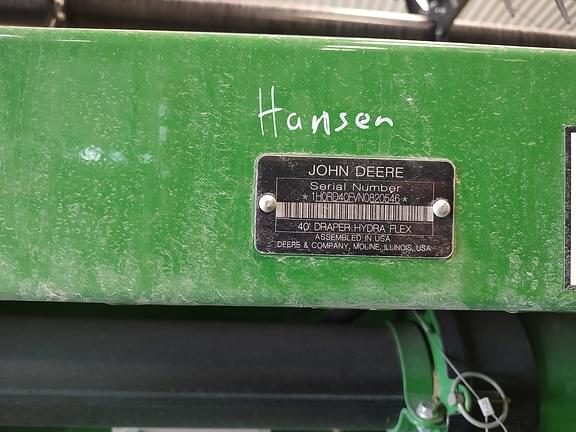 Hansen
JOHN DEERE
Serial Number
*1H0RD40FVN0820546*
40' DRAPER, HYDRA FLEX
ASSEMBLED IN USA
DEERE & COMPANY, MOLINE, ILLINOIS, USA